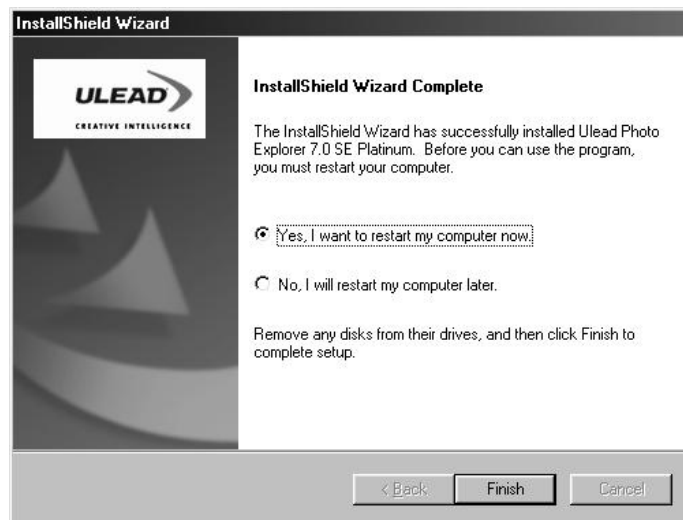 InstallShield Wizard
ULEAD
CREATIVE INTELLIGENCE
InstallShield Wizard Complete
The InstallShield Wizard has successfully installed Ulead Photo
Explorer 7.0 SE Platinum. Before you can use the program,
you must restart your computer.
Yes, I want to restart my computer now.
No, I will restart my computer later.
Remove any disks from their drives, and then click Finish to
complete setup.
< Back
Finish
Cancel